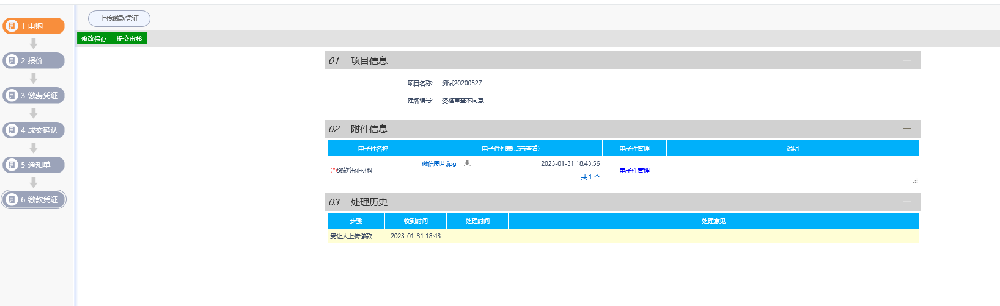 上传缴款凭证
修改保存 提交审核
1 申购
2 报价
3 缴费凭证
4 成交确认
5 通知单
6 缴款凭证
01 项目信息
项目名称: 测试20200527
挂牌编号: 资格审查不同意
02 附件信息
电子件名称 电子件列表(点击查看) 电子件管理 说明
(*)缴款凭证材料 微信图片.jpg 2023-01-31 18:43:56 电子件管理
共 1 个
03 处理历史
步骤 收到时间 处理时间 处理意见
受让人上传缴款... 2023-01-31 18:43